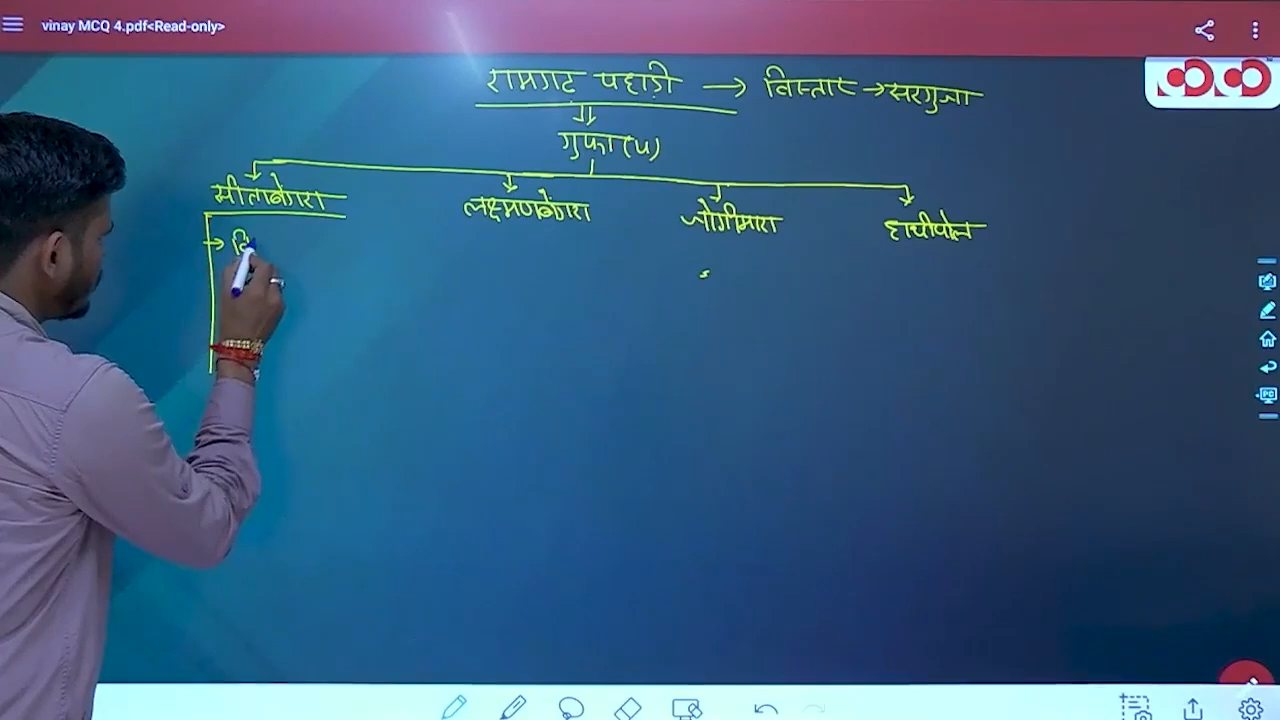 vinay MCQ 4.pdf<Read-only>
रामगढ पहाड़ी → विस्तार → सरगुजा
गुफा (4)
सीताबेंगरा लक्ष्मणबेंगरा जोगीमारा हाथीपोल
→ वि